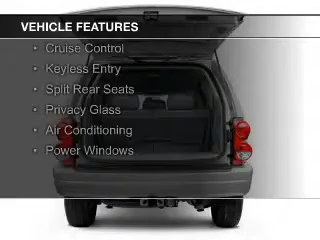 VEHICLE FEATURES
• Cruise Control
• Keyless Entry
• Split Rear Seats
• Privacy Glass
• Air Conditioning
• Power Windows